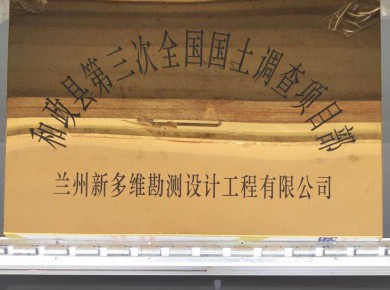 和政县第三次全国国土调查项目部
兰州新多维勘测设计工程有限公司